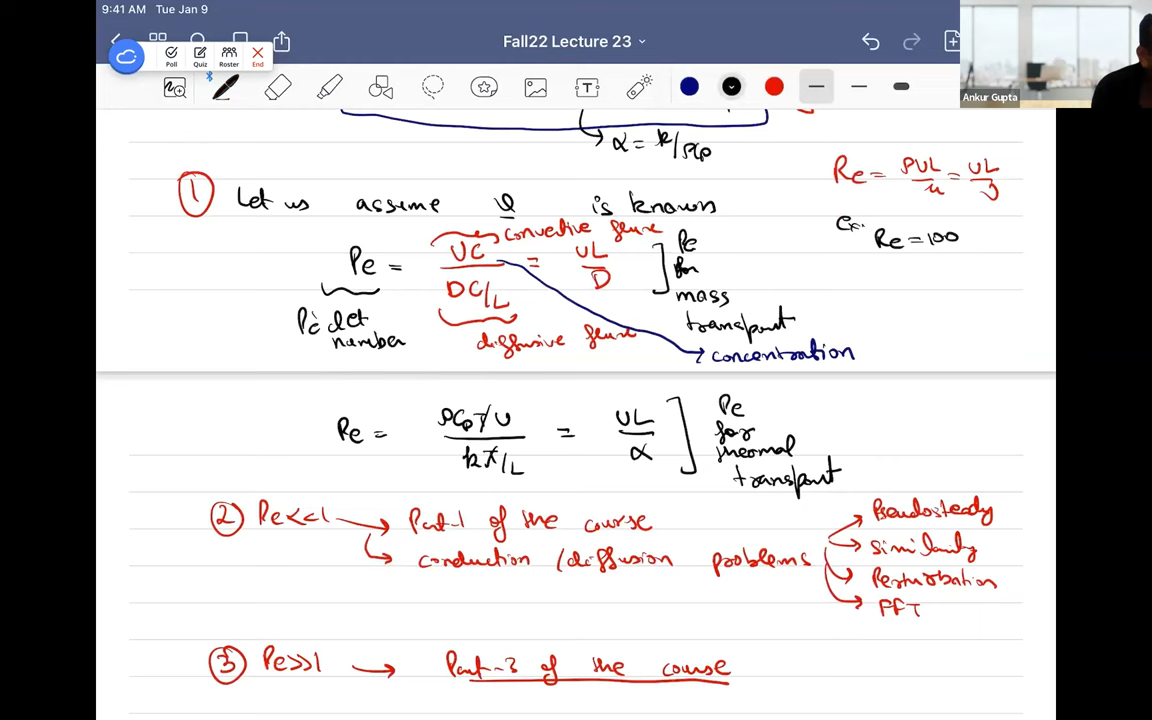 9:41 AM Tue Jan 9
Fall22 Lecture 23
Poll Quiz Roster End
Ankur Gupta
α = k/ρCp
Re = ρUL/μ = UL/ν
① Let us assume v is known
ex. Re = 100
convective flux
Pe = UC / DC/L = UL/D ] Pe for mass transport
Pèclet number
diffusive flux
concentration
Pe = ρCpTU / kT/L = UL/α ] Pe for thermal transport
② Pe<<1 → Part-1 of the course
→ conduction /diffusion problems
→ Pseudosteady
→ Similarity
→ Perturbation
→ FFT
③ Pe>>1 → Part-3 of the course